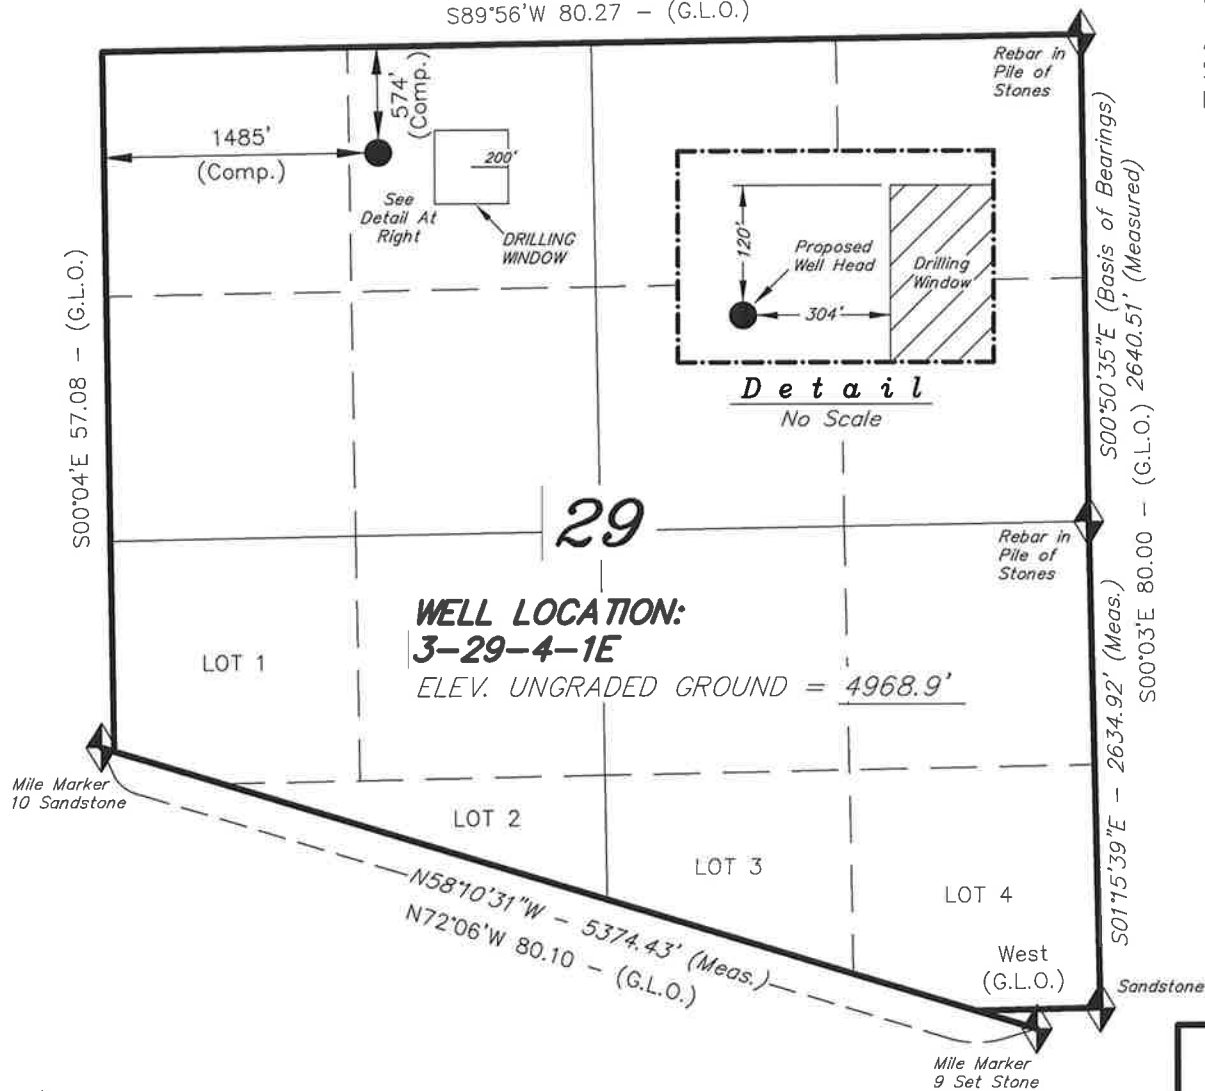 S89°56'W 80.27 - (G.L.O.)
Rebar in
Pile of
Stones
574'
(Comp.)
1485'
(Comp.)
200'
See
Detail At
Right
DRILLING
WINDOW
120'
Proposed
Well Head
Drilling
Window
304'
Detail
No Scale
S00°04'E 57.08 - (G.L.O.)
S00°50'35"E (Basis of Bearings)
2640.51' (Measured)
S00°03'E 80.00 - (G.L.O.)
29
Rebar in
Pile of
Stones
WELL LOCATION:
3-29-4-1E
ELEV. UNGRADED GROUND = 4968.9'
LOT 1
S01°15'39"E - 2634.92' (Meas.)
Mile Marker
10 Sandstone
LOT 2
LOT 3
LOT 4
N58°10'31"W - 5374.43' (Meas.)
N72°06'W 80.10 - (G.L.O.)
West
(G.L.O.)
Sandstone
Mile Marker
9 Set Stone